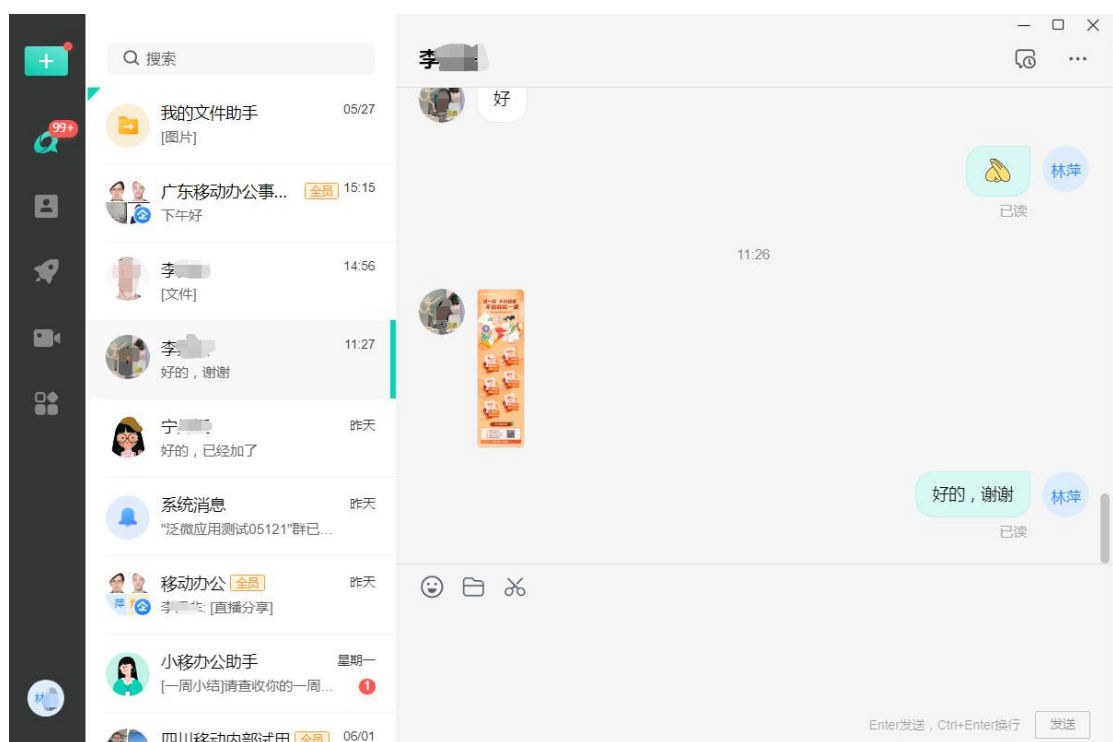 搜索
99+
我的文件助手
05/27
[图片]
广东移动办公事... 全员 15:15
下午好
李
14:56
[文件]
李
11:27
好的，谢谢
宁
昨天
好的，已经加了
系统消息
昨天
"泛微应用测试05121"群已...
移动办公 全员
昨天
萍
李 : [直播分享]
小移办公助手
星期一
[一周小结]请查收你的一周...
1
四川移动内部试用 全员 06/01
林
李
好
林萍
已读
11:26
好的，谢谢
林萍
已读
Enter发送，Ctrl+Enter换行
发送